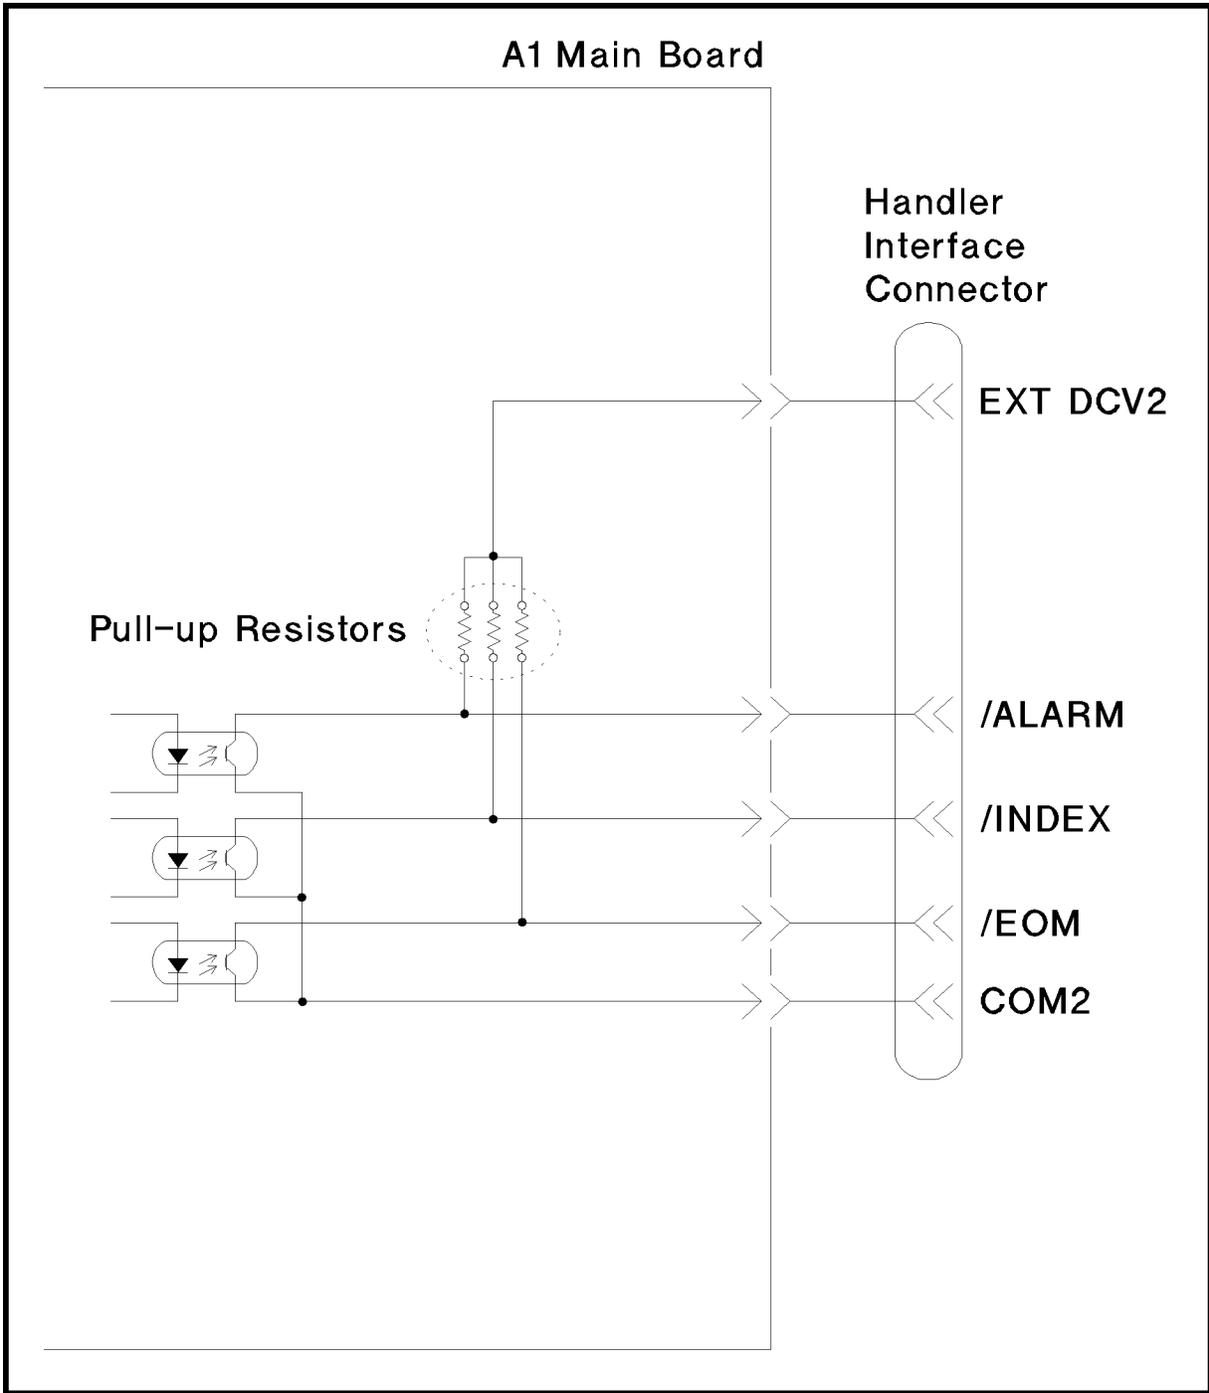 A1 Main Board
Handler
Interface
Connector
EXT DCV2
Pull-up Resistors
/ALARM
/INDEX
/EOM
COM2